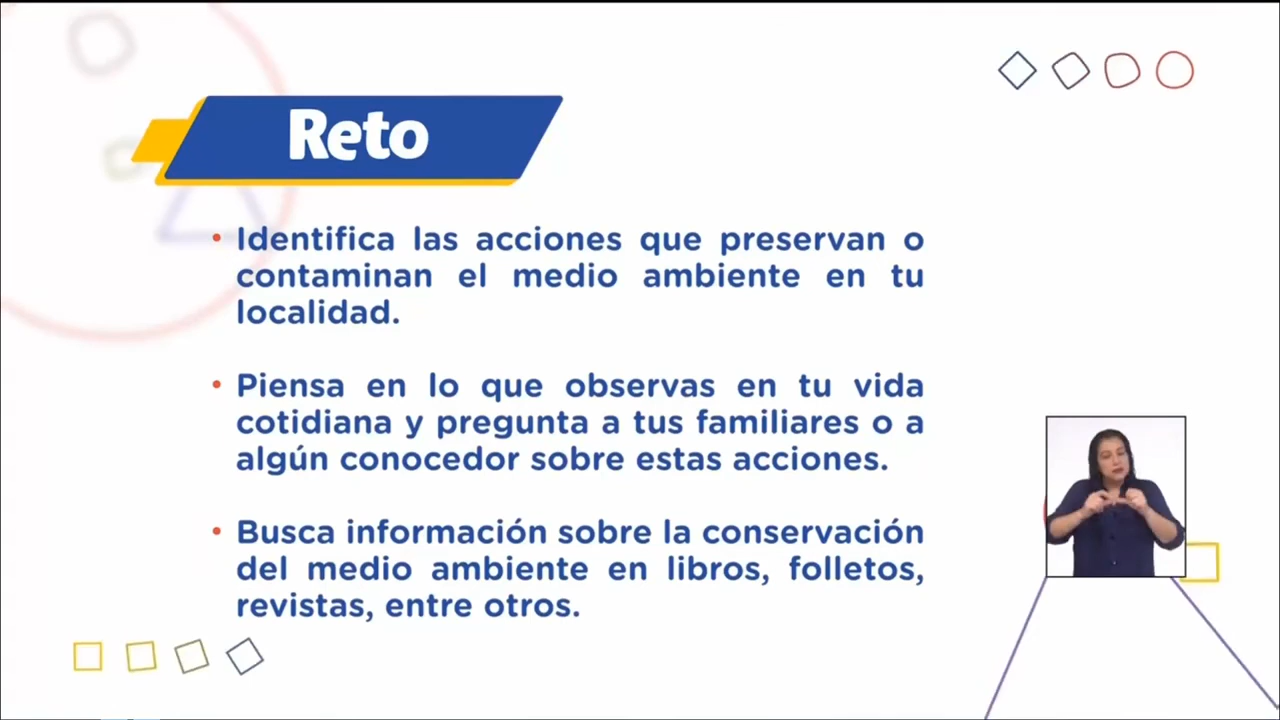 Reto
• Identifica las acciones que preservan o
contaminan el medio ambiente en tu
localidad.
• Piensa en lo que observas en tu vida
cotidiana y pregunta a tus familiares o a
algún conocedor sobre estas acciones.
• Busca información sobre la conservación
del medio ambiente en libros, folletos,
revistas, entre otros.